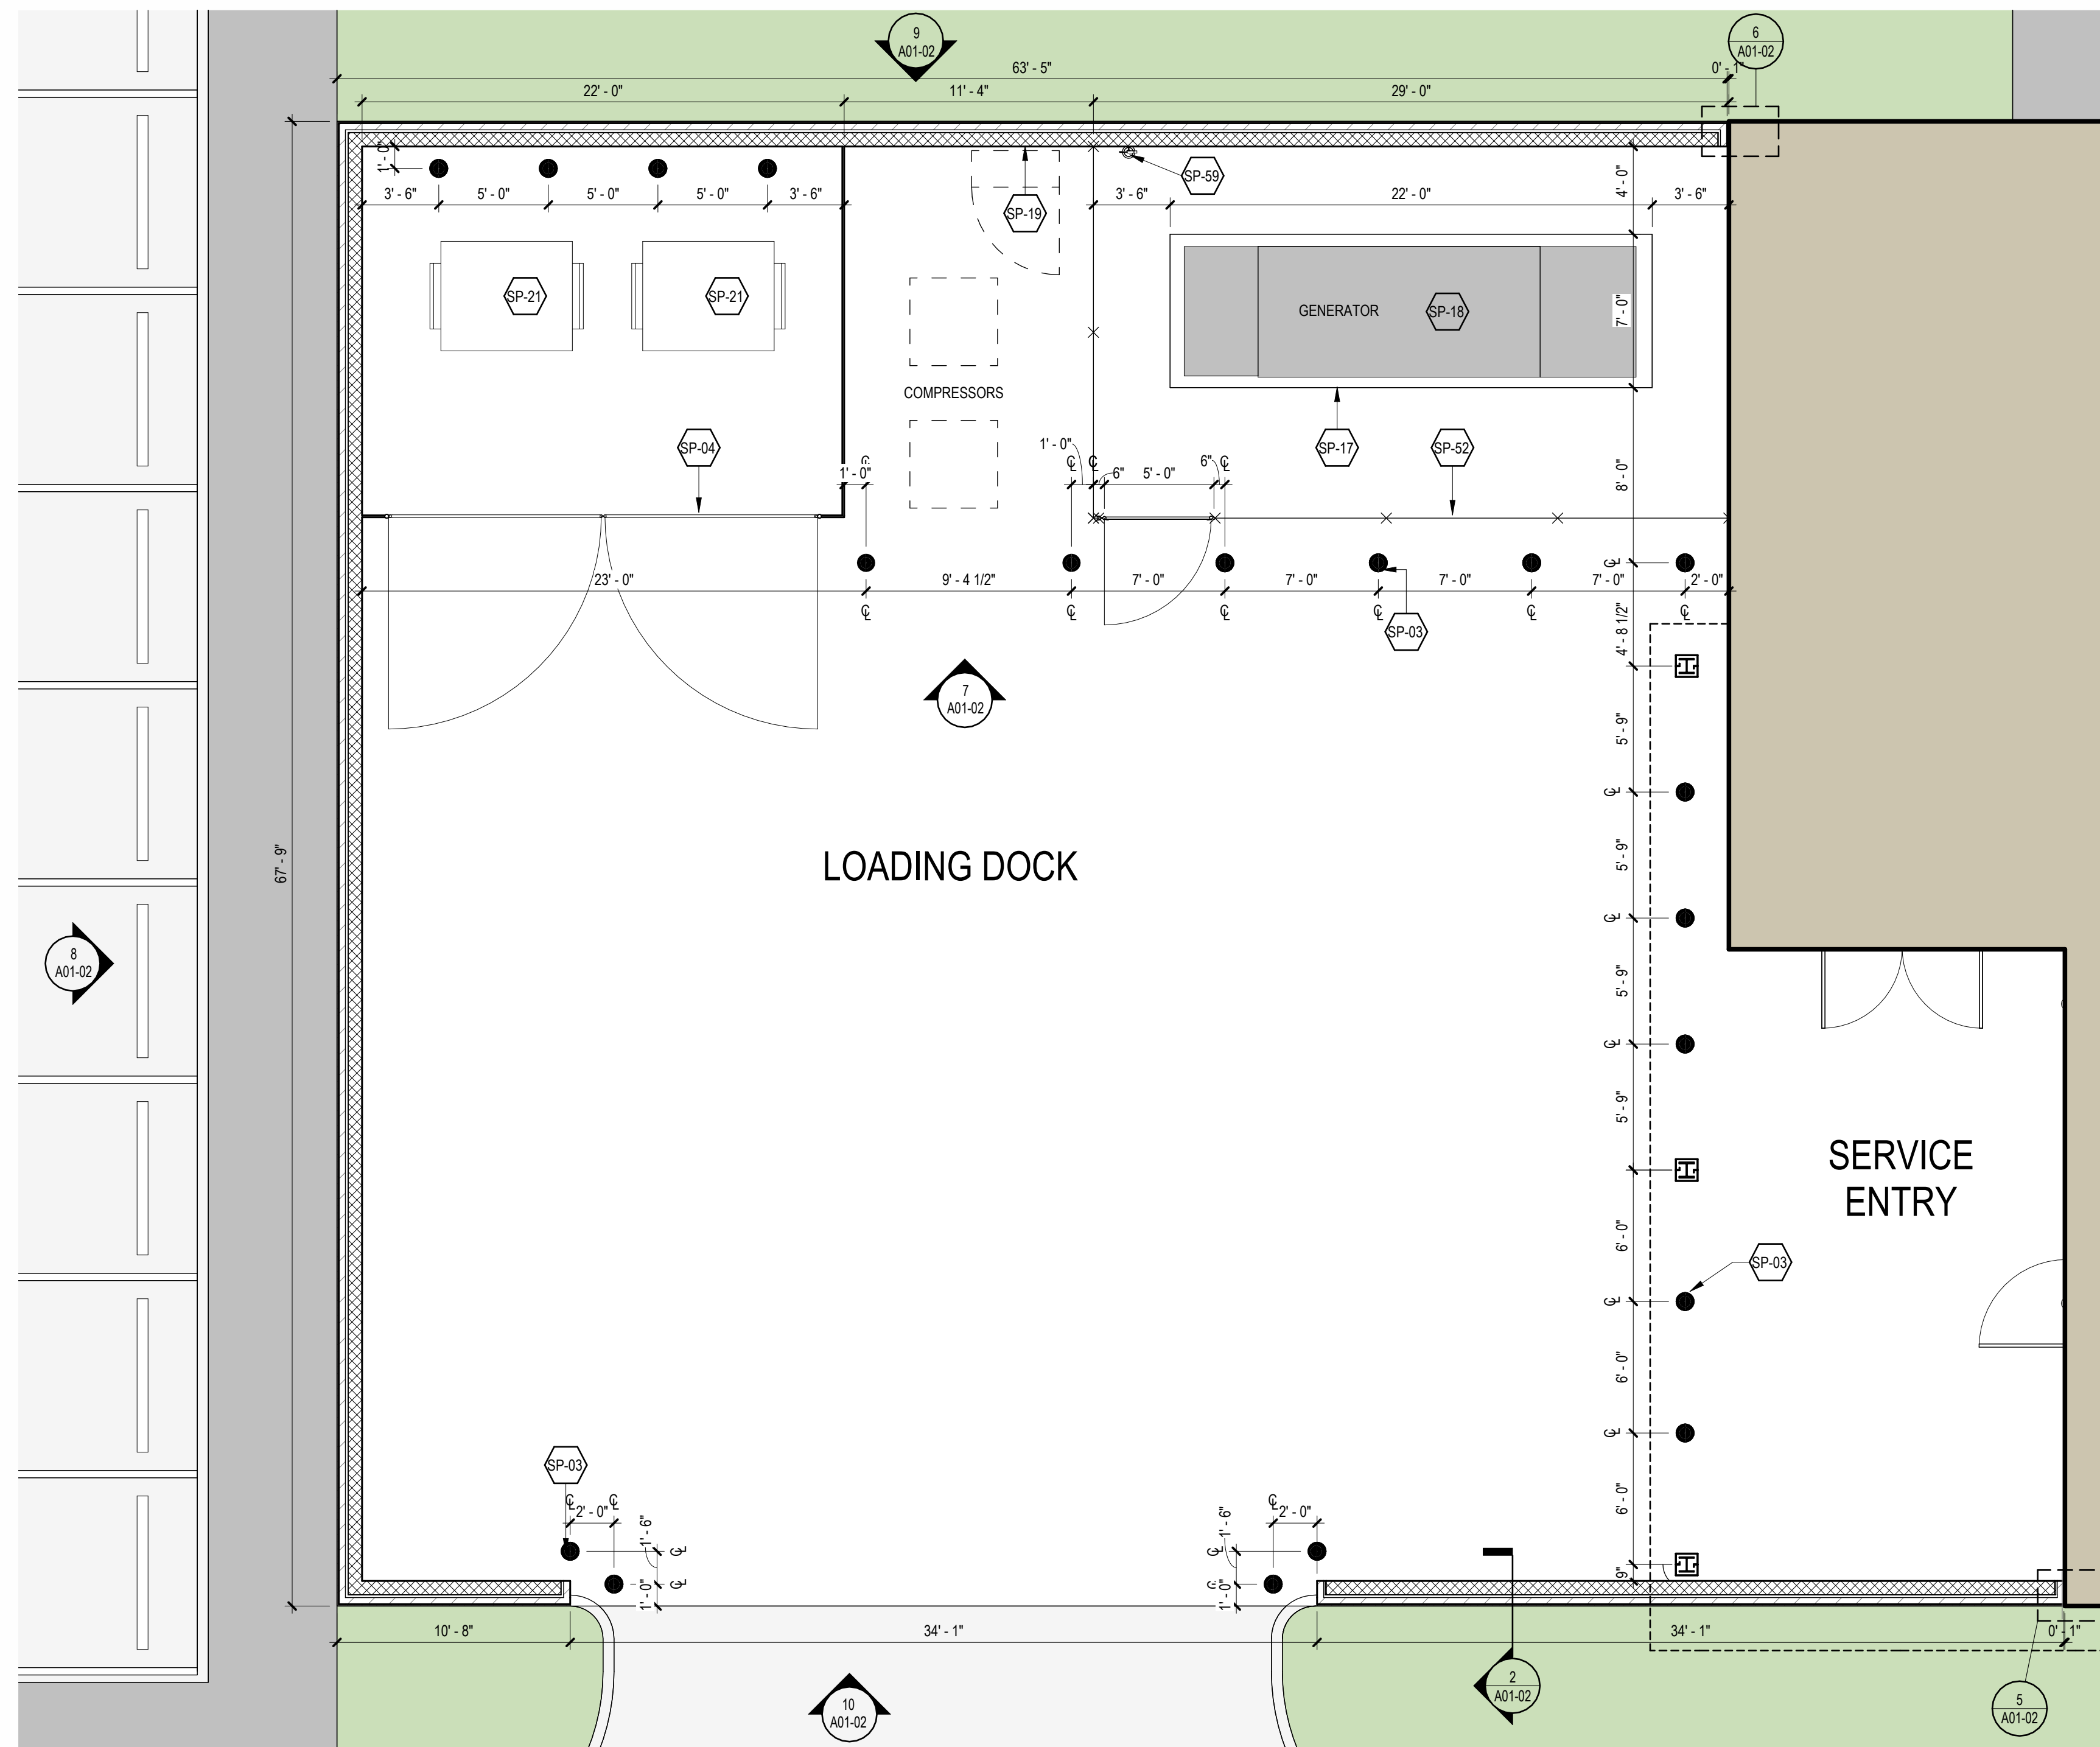 9
A01-02
6
A01-02
63' - 5"
0' - 1"
22' - 0"
11' - 4"
29' - 0"
1' - 0"
3' - 6"
5' - 0"
5' - 0"
5' - 0"
3' - 6"
SP-19
SP-59
3' - 6"
22' - 0"
3' - 6"
4' - 0"
SP-21
SP-21
GENERATOR
SP-18
7' - 0"
COMPRESSORS
SP-04
1' - 0"
1' - 0"
6"
5' - 0"
6"
SP-17
SP-52
8' - 0"
23' - 0"
9' - 4 1/2"
7' - 0"
7' - 0"
7' - 0"
7' - 0"
2' - 0"
SP-03
4' - 8 1/2"
7
A01-02
5' - 9"
67' - 9"
LOADING DOCK
5' - 9"
8
A01-02
5' - 9"
5' - 9"
SERVICE
ENTRY
6' - 0"
SP-03
6' - 0"
SP-03
2' - 0"
1' - 6"
1' - 0"
2' - 0"
1' - 6"
1' - 0"
6' - 0"
9"
10' - 8"
34' - 1"
34' - 1"
0' - 1"
10
A01-02
2
A01-02
5
A01-02